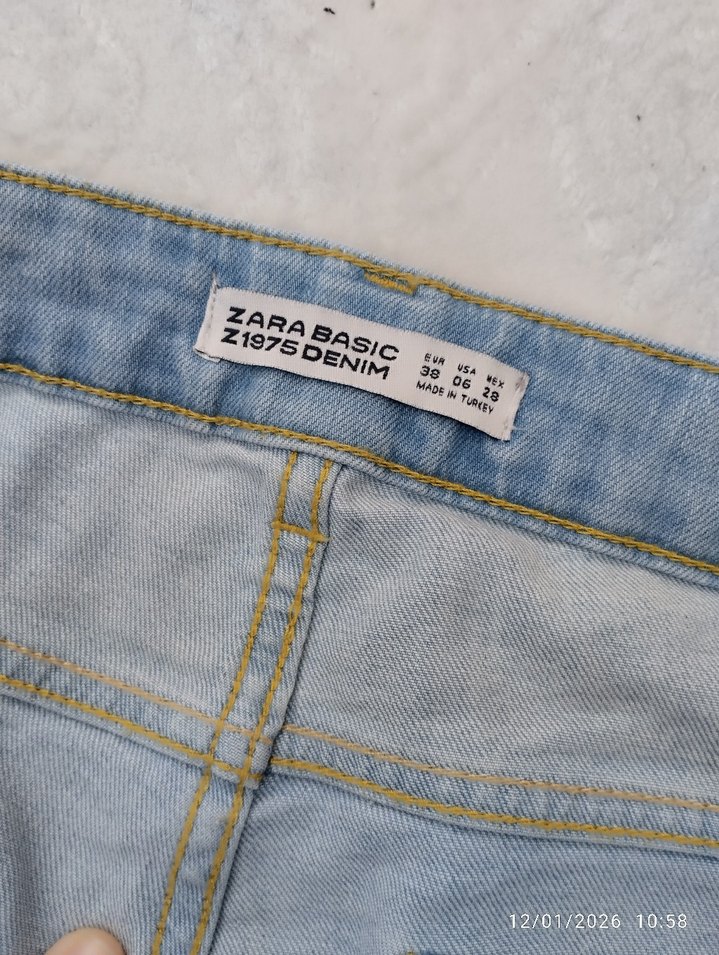 ZARA BASIC
Z1975 DENIM
EUR USA MEX
38 06 28
MADE IN TURKEY
12/01/2026 10:58